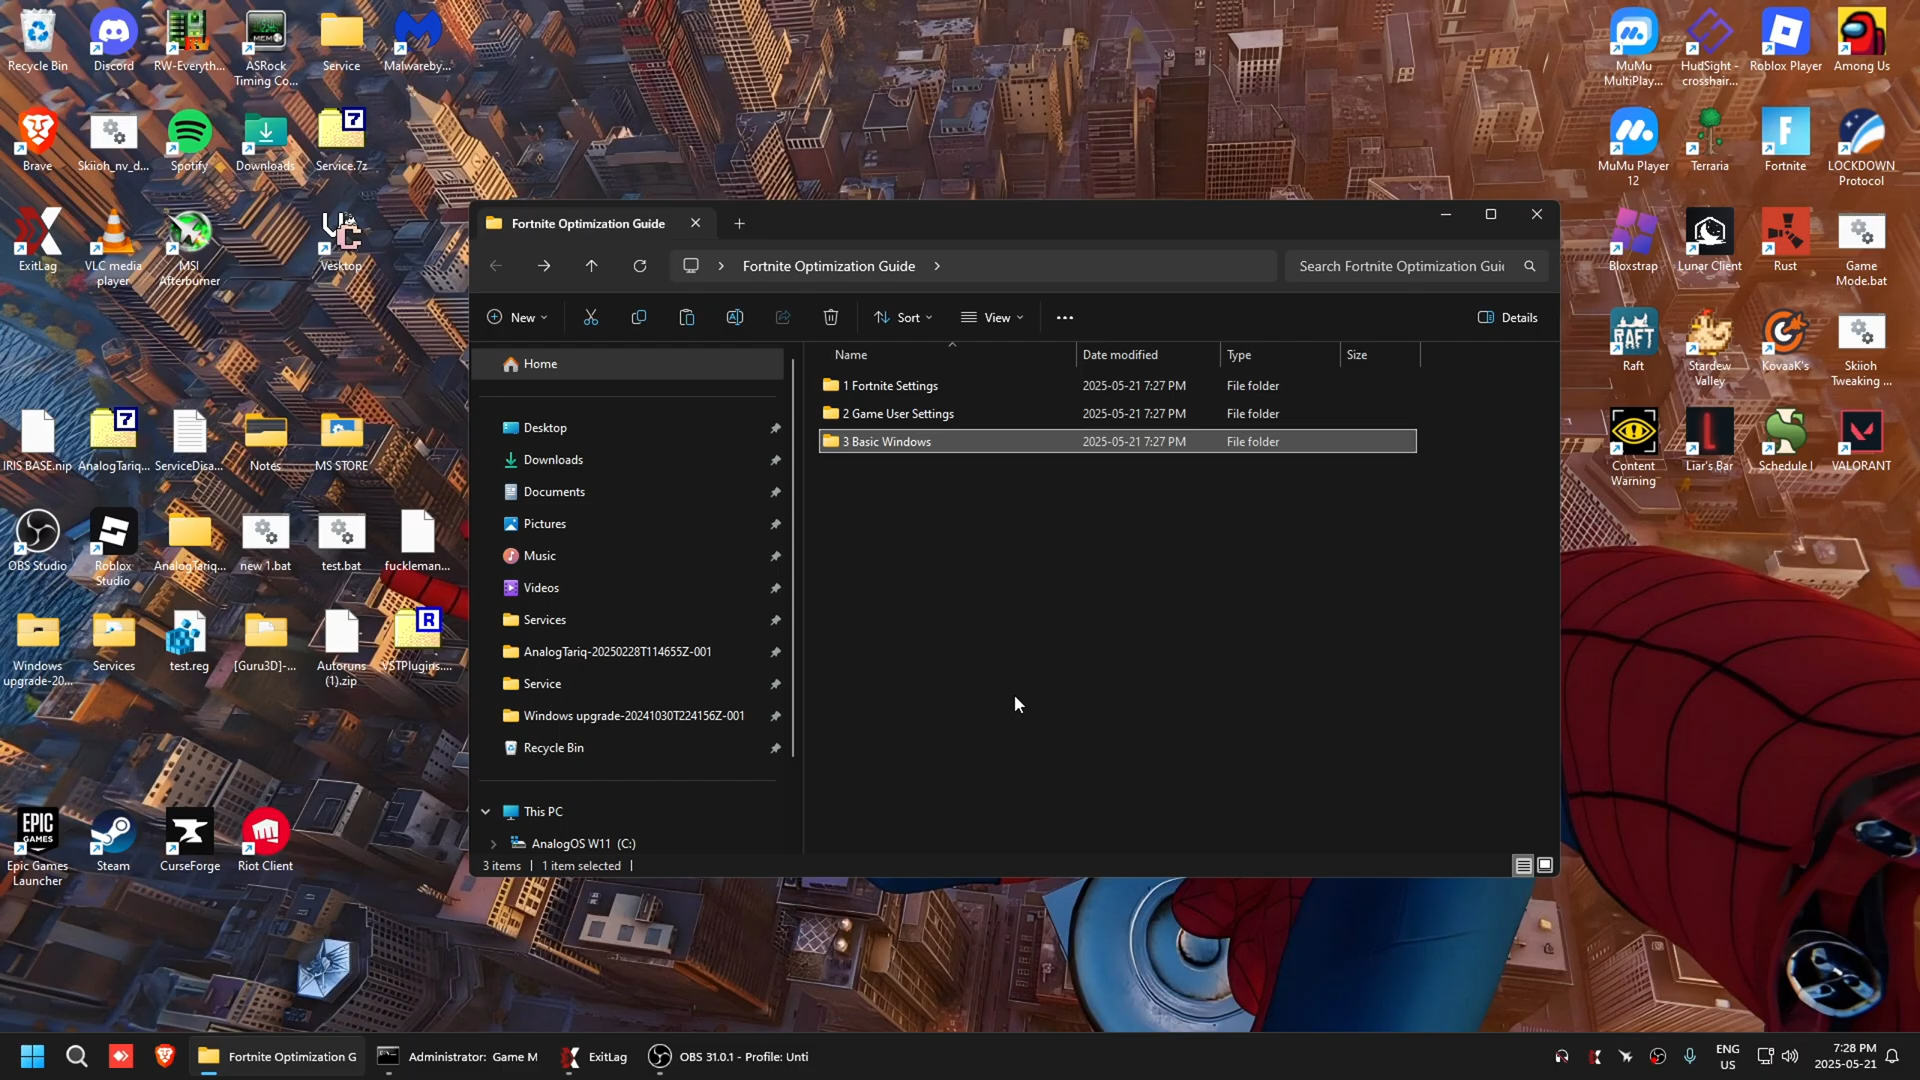 Recycle Bin
Discord
RW-Everyth...
ASRock
Timing Co...
Service
Malwareby...
MuMu
MultiPlay...
HudSight -
crosshair...
Roblox Player
Among Us
Brave
Skiioh_nv_d...
Spotify
Downloads
Service.7z
MuMu Player
12
Terraria
Fortnite
LOCKDOWN
Protocol
ExitLag
VLC media
player
MSI
Afterburner
Vesktop
Bloxstrap
Lunar Client
Rust
Game
Mode.bat
Raft
Stardew
Valley
KovaaK's
Skiioh
Tweaking ...
IRIS BASE.nip
AnalogTariq...
ServiceDisa...
Notes
MS STORE
Content
Warning
Liar's Bar
Schedule I
VALORANT
OBS Studio
Roblox
Studio
AnalogTariq...
new 1.bat
test.bat
fuckleman...
Windows
upgrade-20...
Services
test.reg
[Guru3D]-...
Autoruns
(1).zip
VSTPlugins....
Epic Games
Launcher
Steam
CurseForge
Riot Client
Fortnite Optimization Guide
Fortnite Optimization Guide
Search Fortnite Optimization Gui
New
Sort
View
Details
Home
Desktop
Downloads
Documents
Pictures
Music
Videos
Services
AnalogTariq-20250228T114655Z-001
Service
Windows upgrade-20241030T224156Z-001
Recycle Bin
This PC
AnalogOS W11 (C:)
Name Date modified Type Size
1 Fortnite Settings 2025-05-21 7:27 PM File folder
2 Game User Settings 2025-05-21 7:27 PM File folder
3 Basic Windows 2025-05-21 7:27 PM File folder
3 items 1 item selected
Fortnite Optimization G
Administrator: Game M
ExitLag
OBS 31.0.1 - Profile: Unti
ENG
US
7:28 PM
2025-05-21